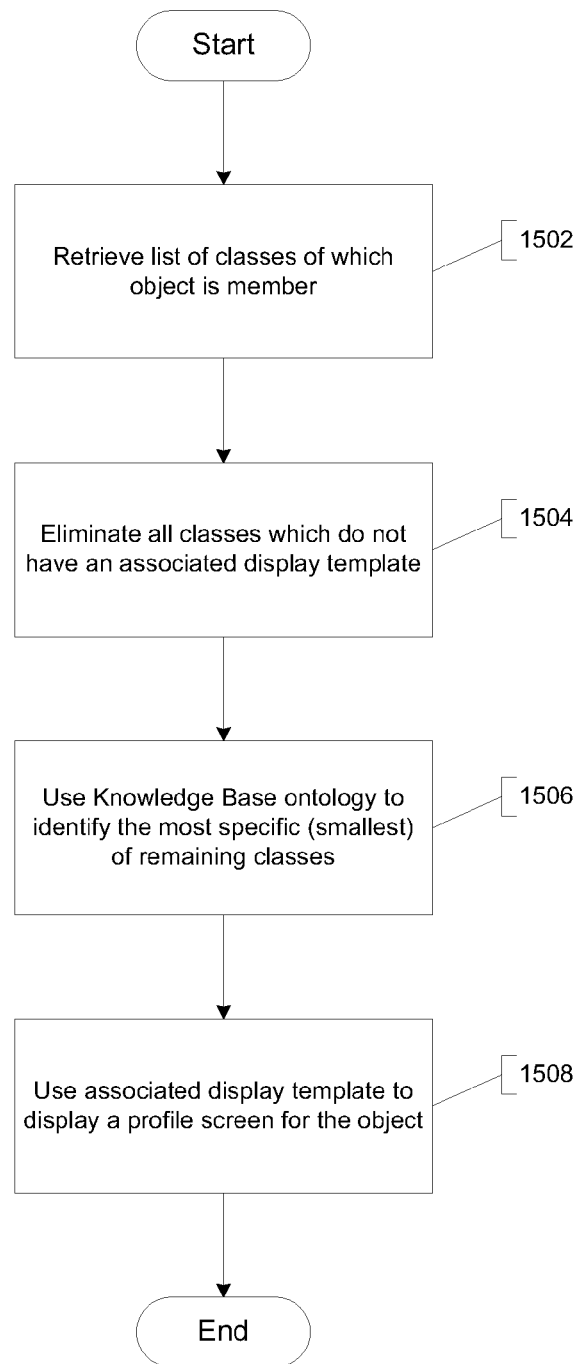 Start
Retrieve list of classes of which
object is member
1502
Eliminate all classes which do not
have an associated display template
1504
Use Knowledge Base ontology to
identify the most specific (smallest)
of remaining classes
1506
Use associated display template to
display a profile screen for the object
1508
End